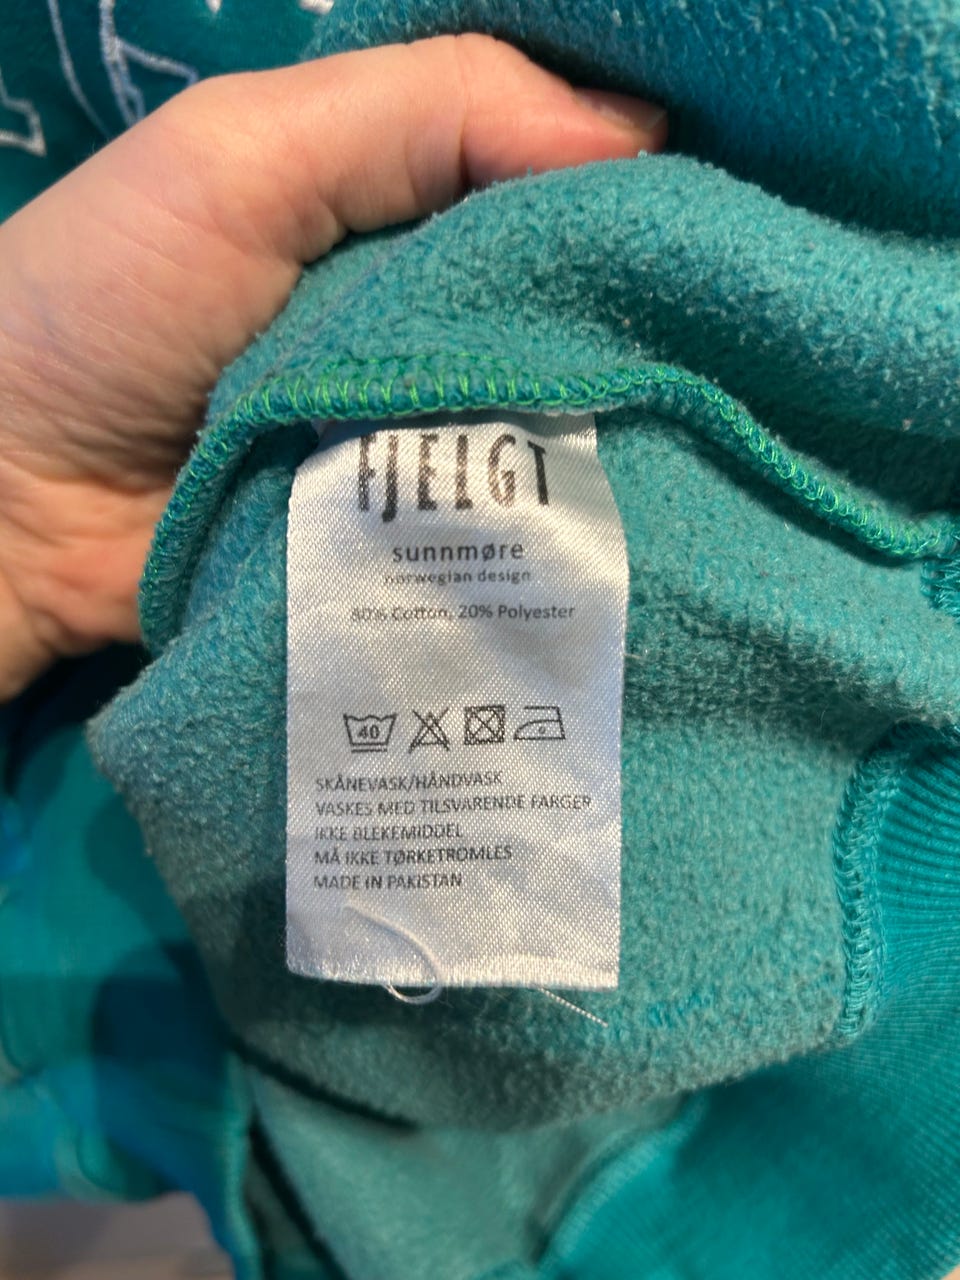 FJELGT
sunnmøre
norwegian design
80% Cotton, 20% Polyester
40
SKÅNEVASK/HÅNDVASK
VASKES MED TILSVARENDE FARGER
IKKE BLEKEMIDDEL
MÅ IKKE TØRKETROMLES
MADE IN PAKISTAN